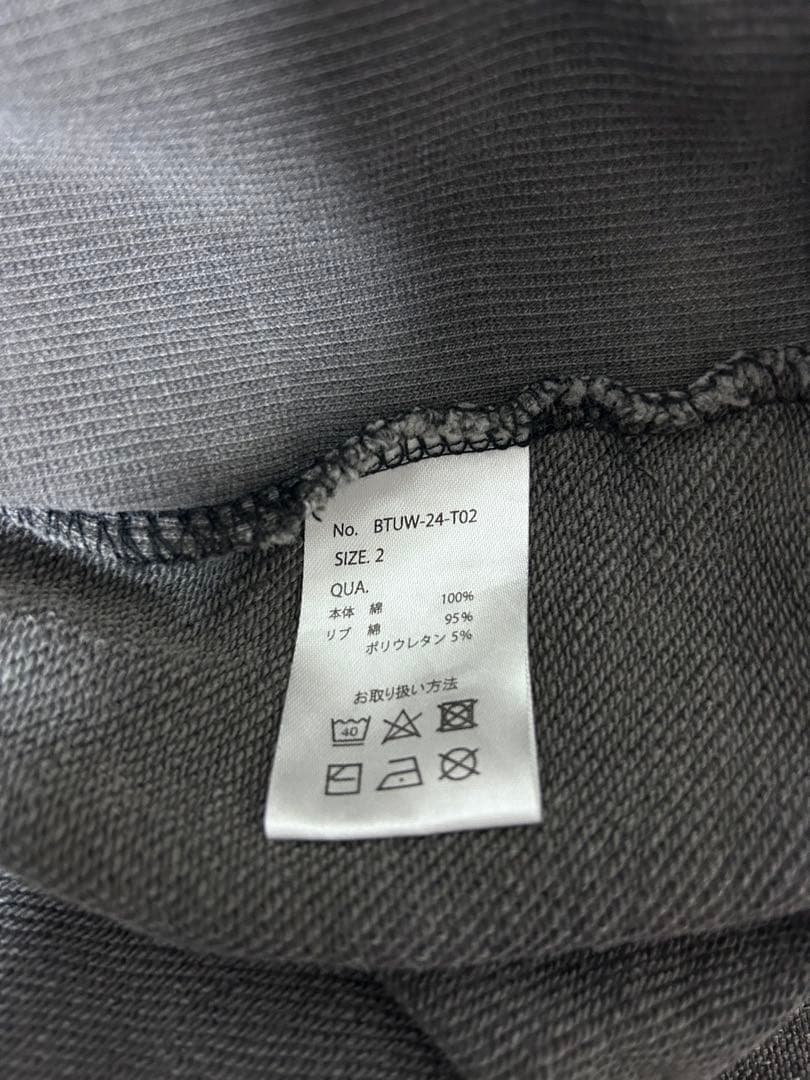 No. BTUW-24-T02
SIZE. 2
QUA.
本体 綿 100%
リブ 綿 95%
ポリウレタン 5%
お取り扱い方法
40